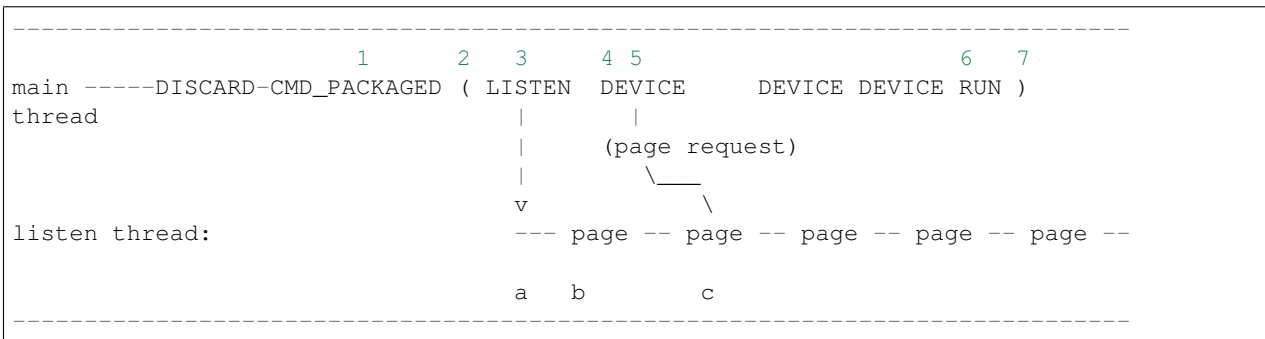 ------------------------------------------------------------------------------
                        1      2   3     4 5                      6   7
main -----DISCARD-CMD_PACKAGED ( LISTEN  DEVICE     DEVICE DEVICE RUN )
thread                             |       |
                                   |     (page request)
                                   |        \___
                                   v            \
listen thread:                     --- page -- page -- page -- page -- page --

                                   a   b        c
------------------------------------------------------------------------------